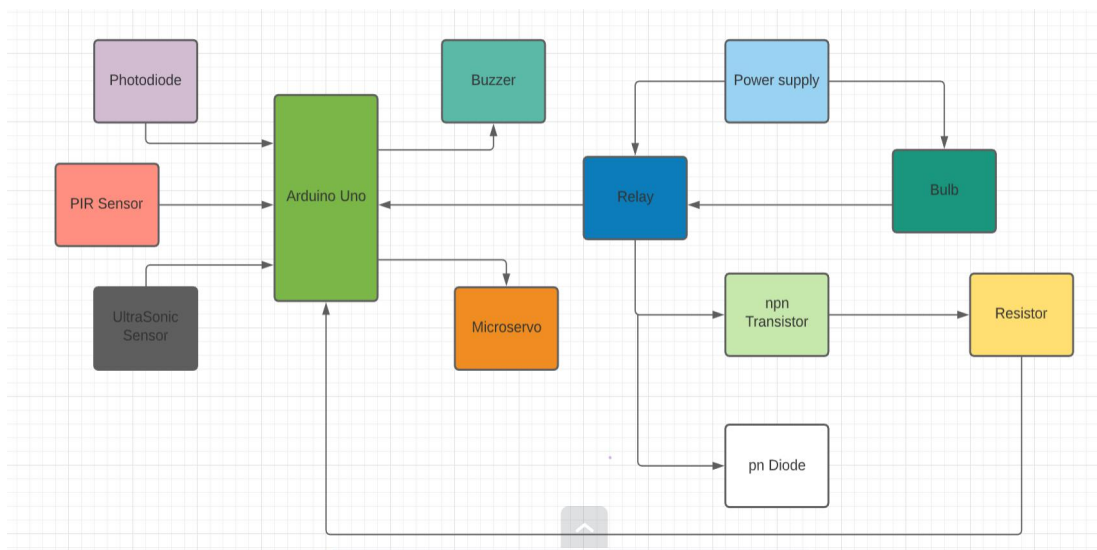 Photodiode
Buzzer
Power supply
PIR Sensor
Arduino Uno
Relay
Bulb
UltraSonic
Sensor
Microservo
npn
Transistor
Resistor
pn Diode